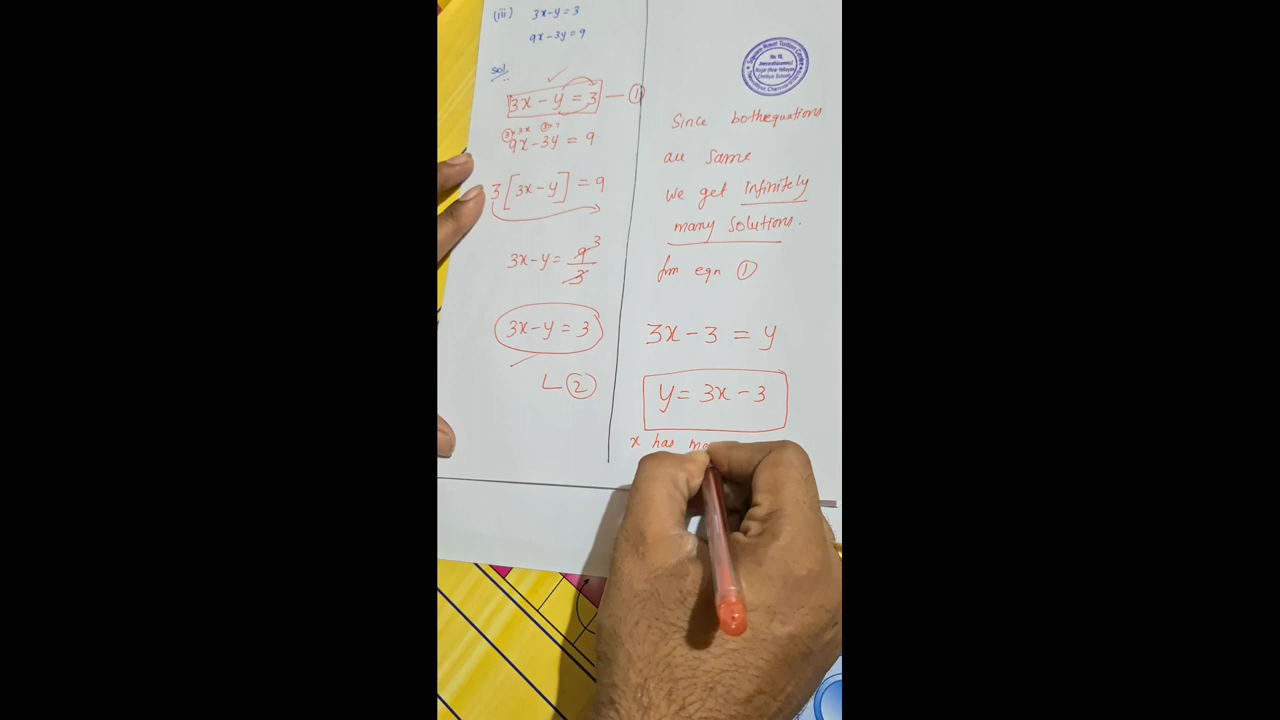 (iii) 3x-y=3
9x-3y=9
Sol
3x-y=3 — ①
9x-3y=9
3[3x-y]=9
3x-y=9/3 3
3x-y=3
②
Since both equations
are same
We get infinitely
many solutions.
from eqn ①
3x-3 = y
y= 3x-3
x has